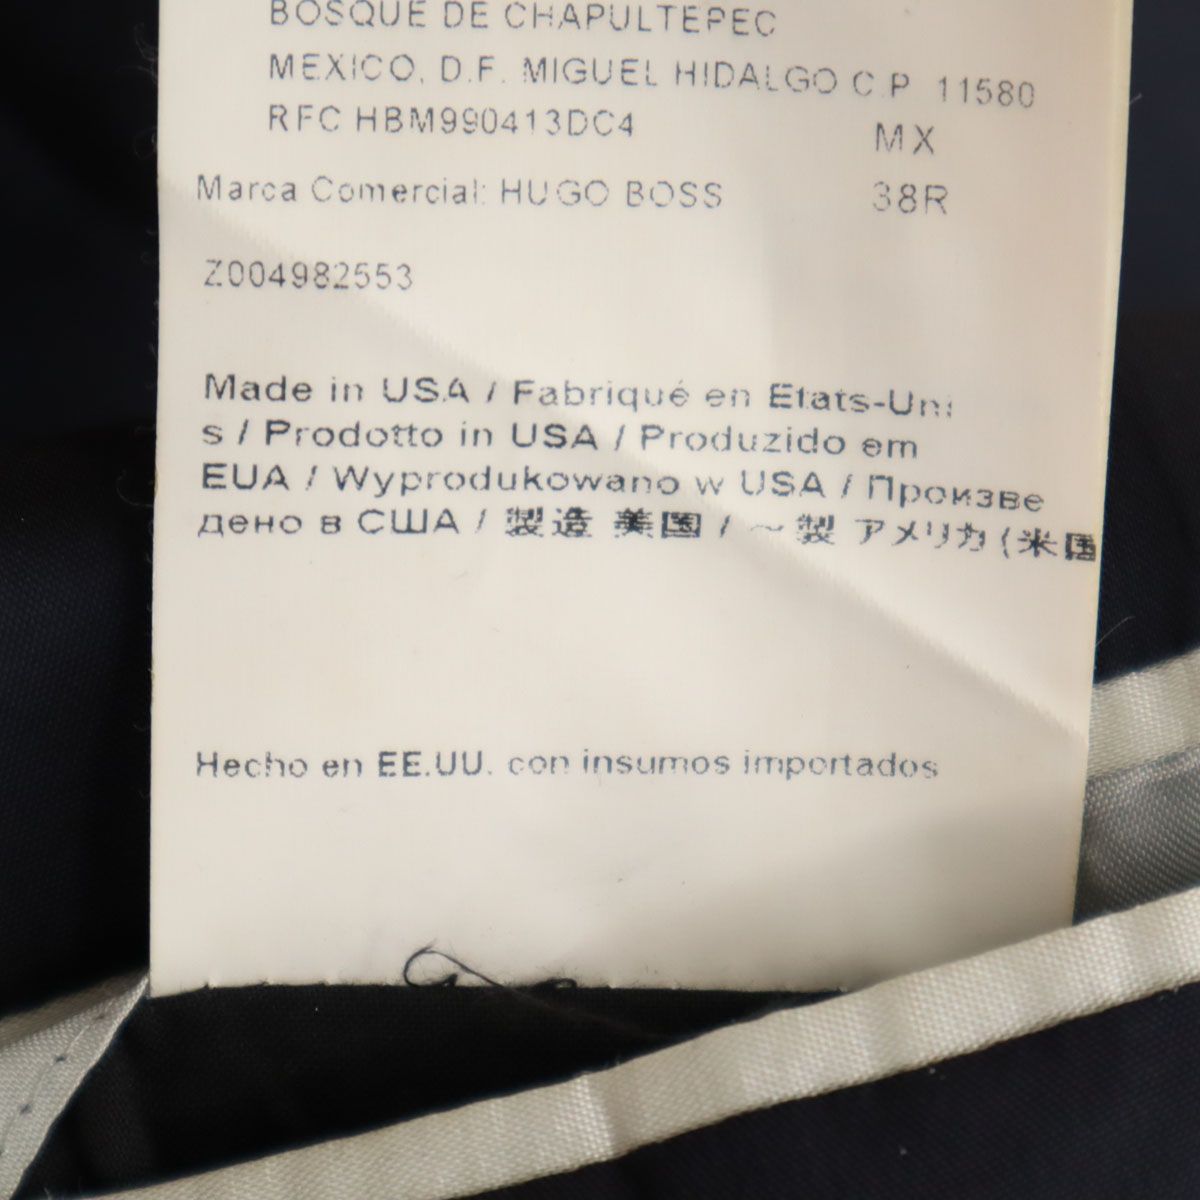 BOSQUE DE CHAPULTEPEC
MEXICO, D.F. MIGUEL HIDALGO C.P. 11580
RFC HBM990413DC4 MX
Marca Comercial: HUGO BOSS 38R
Z004982553
Made in USA / Fabriqué en Etats-Uni
s / Prodotto in USA / Produzido em
EUA / Wyprodukowano w USA / Произве
дено в США / 製造 美国 / ～製 アメリカ (米国
Hecho en EE.UU. con insumos importados